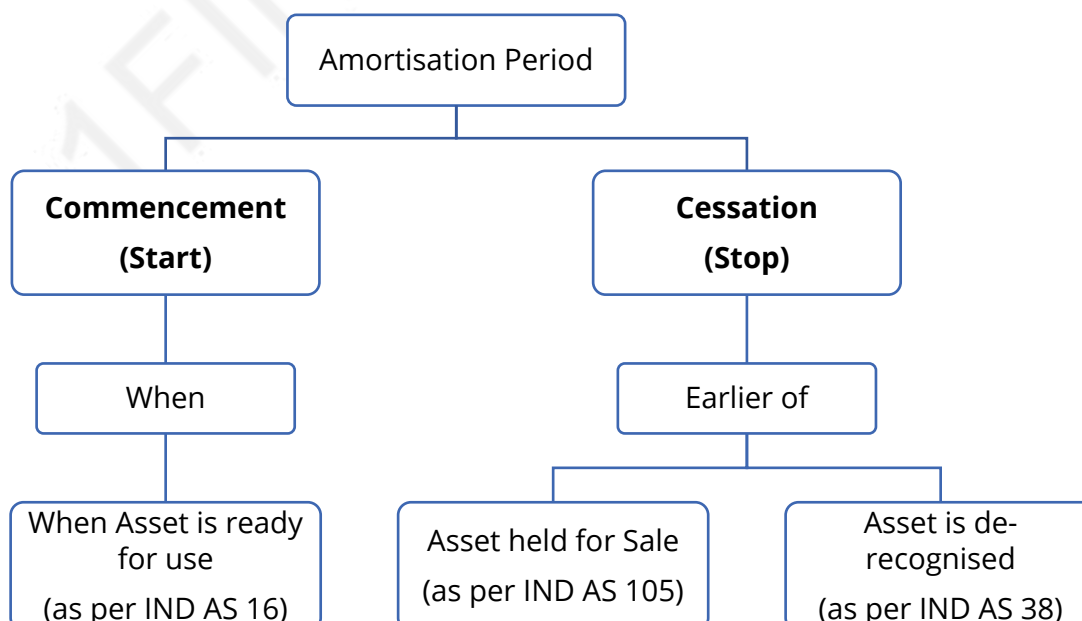 Amortisation Period
Commencement
(Start)
Cessation
(Stop)
When
Earlier of
When Asset is ready
for use
(as per IND AS 16)
Asset held for Sale
(as per IND AS 105)
Asset is de-
recognised
(as per IND AS 38)